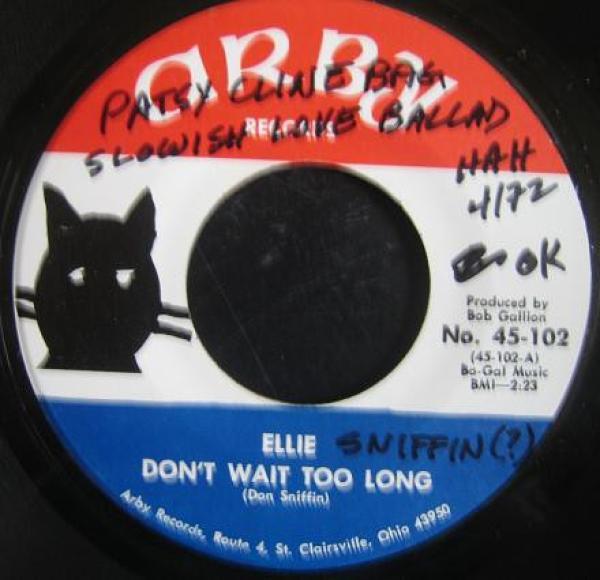 ARBY
RECORDS
PATSY CLINE BAG
SLOWISH LOVE BALLAD
HAH
4/72
OK
Produced by
Bob Gallion
No. 45-102
(45-102-A)
Ba-Gal Music
BMI—2:23
ELLIE SNIFFIN(?)
DON'T WAIT TOO LONG
(Don Sniffin)
Arby Records, Route 4, St. Clairsville, Ohio 43950